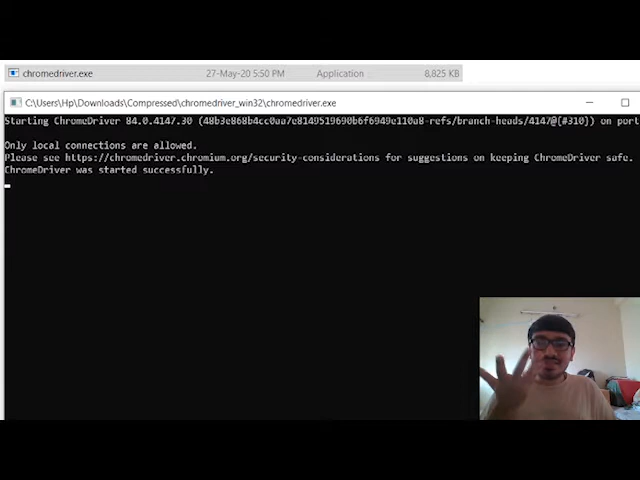 chromedriver.exe 27-May-20 5:50 PM Application 8,825 KB
C:\Users\Hp\Downloads\Compressed\chromedriver_win32\chromedriver.exe
Starting ChromeDriver 84.0.4147.30 (48b3e868b4cc0aa7e8149519690b6f6949e110a8-refs/branch-heads/4147@{#310}) on port
Only local connections are allowed.
Please see https://chromedriver.chromium.org/security-considerations for suggestions on keeping ChromeDriver safe.
ChromeDriver was started successfully.